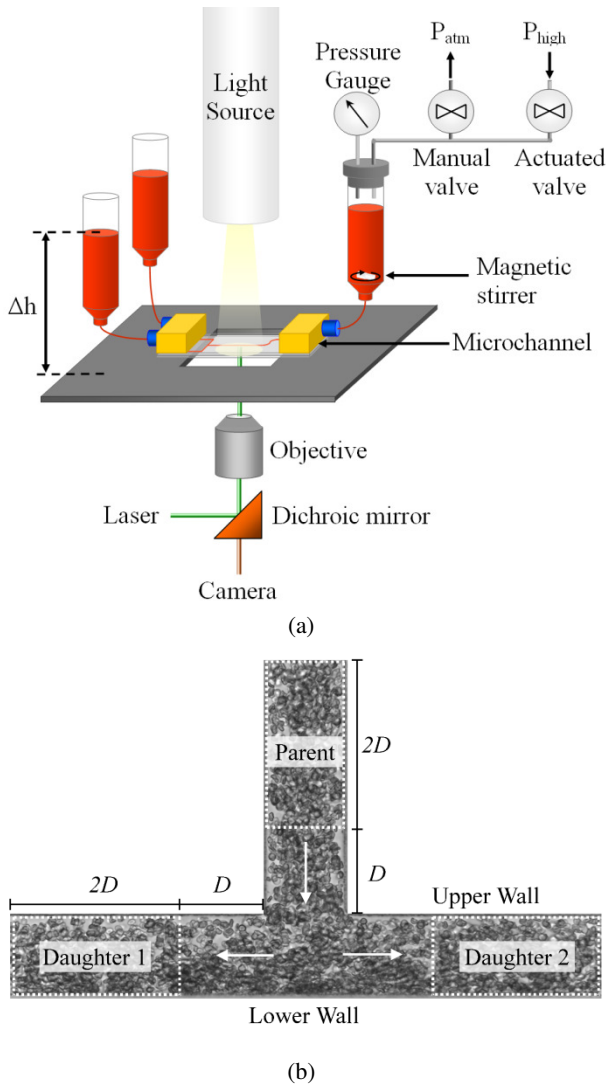 P_atm
P_high
Pressure
Gauge
Light
Source
Manual
valve
Actuated
valve
Magnetic
stirrer
Δh
Microchannel
Objective
Laser
Dichroic mirror
Camera
(a)
Parent
2D
D
2D
D
Upper Wall
Daughter 1
Daughter 2
Lower Wall
(b)